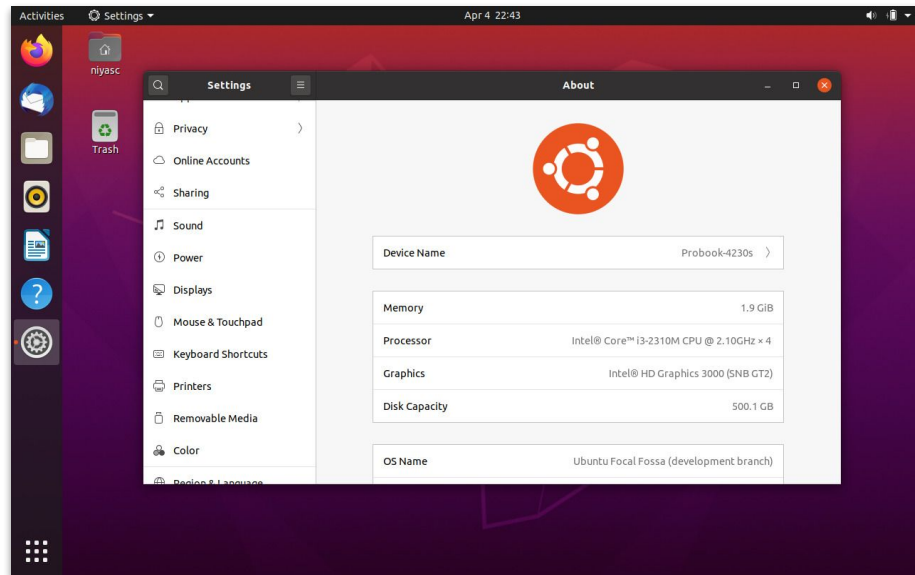 Activities Settings Apr 4 22:43
niyasc
Trash
Settings About
Privacy
Online Accounts
Sharing
Sound
Power
Displays
Mouse & Touchpad
Keyboard Shortcuts
Printers
Removable Media
Color
Region & Language
Device Name Probook-4230s
Memory 1.9 GiB
Processor Intel® Core™ i3-2310M CPU @ 2.10GHz × 4
Graphics Intel® HD Graphics 3000 (SNB GT2)
Disk Capacity 500.1 GB
OS Name Ubuntu Focal Fossa (development branch)